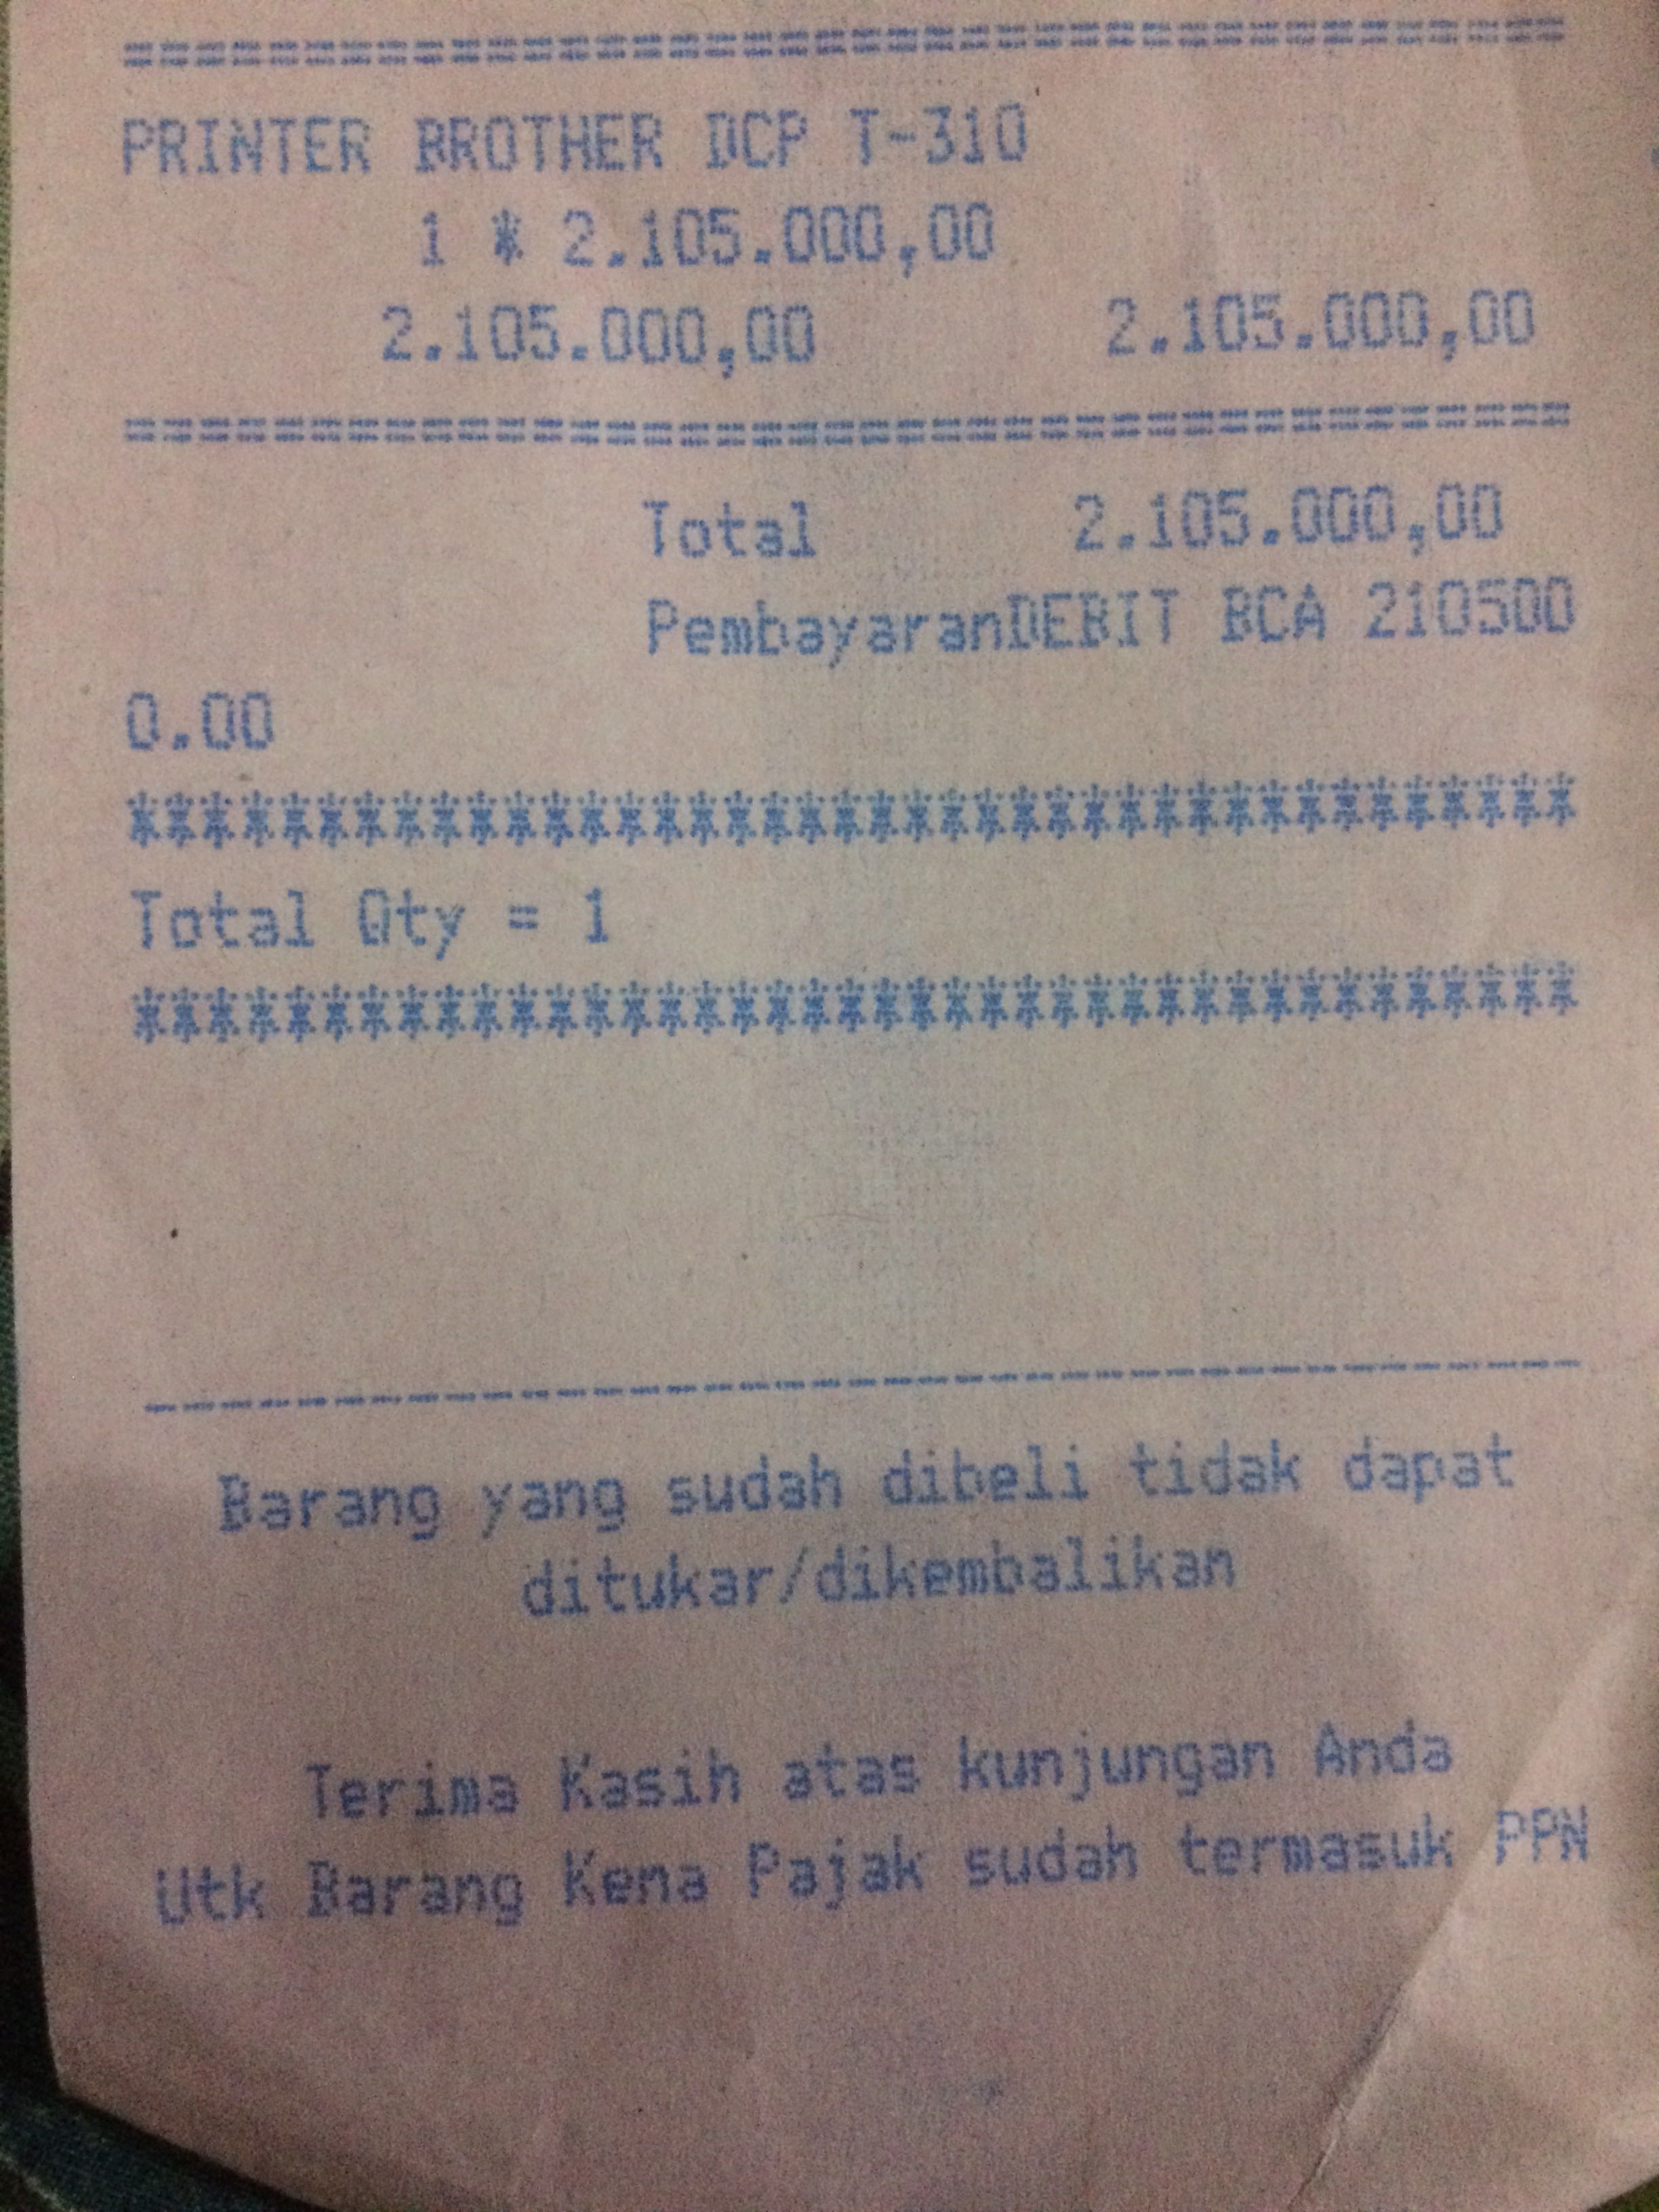 ========================================
PRINTER BROTHER DCP T-310
1 * 2.105.000,00
2.105.000,00 2.105.000,00
========================================
Total 2.105.000,00
PembayaranDEBIT BCA 210500
0.00
***************************************
Total Qty = 1
***************************************
----------------------------------------
Barang yang sudah dibeli tidak dapat
ditukar/dikembalikan
Terima Kasih atas kunjungan Anda
Utk Barang Kena Pajak sudah termasuk PPN